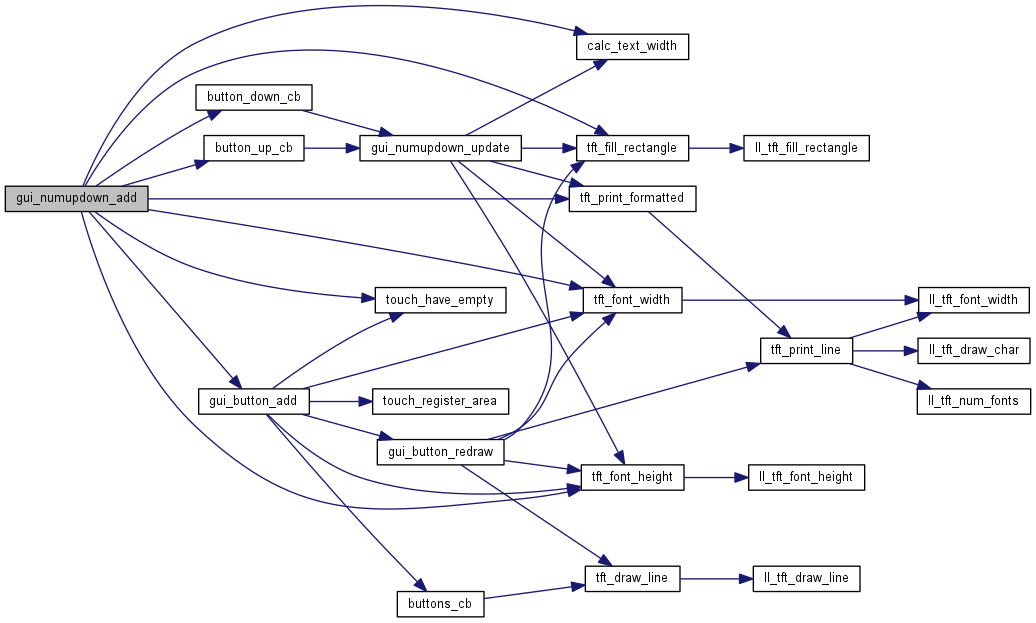 calc_text_width
button_down_cb
button_up_cb
gui_numupdown_update
tft_fill_rectangle
ll_tft_fill_rectangle
gui_numupdown_add
tft_print_formatted
touch_have_empty
tft_font_width
ll_tft_font_width
tft_print_line
ll_tft_draw_char
gui_button_add
touch_register_area
ll_tft_num_fonts
gui_button_redraw
tft_font_height
ll_tft_font_height
tft_draw_line
ll_tft_draw_line
buttons_cb